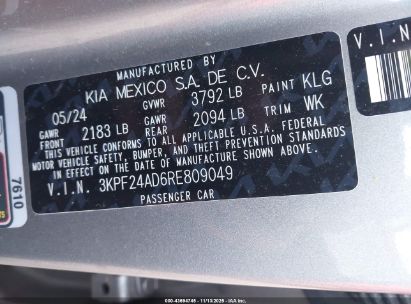 MANUFACTURED BY
KIA MEXICO S.A. DE C.V.
05/24 GVWR 3792 LB PAINT KLG
GAWR FRONT 2183 LB GAWR REAR 2094 LB TRIM WK
THIS VEHICLE CONFORMS TO ALL APPLICABLE U.S.A. FEDERAL
MOTOR VEHICLE SAFETY, BUMPER, AND THEFT PREVENTION STANDARDS
IN EFFECT ON THE DATE OF MANUFACTURE SHOWN ABOVE.
V.I.N. 3KPF24AD6RE809049
PASSENGER CAR
V.I.N
7610